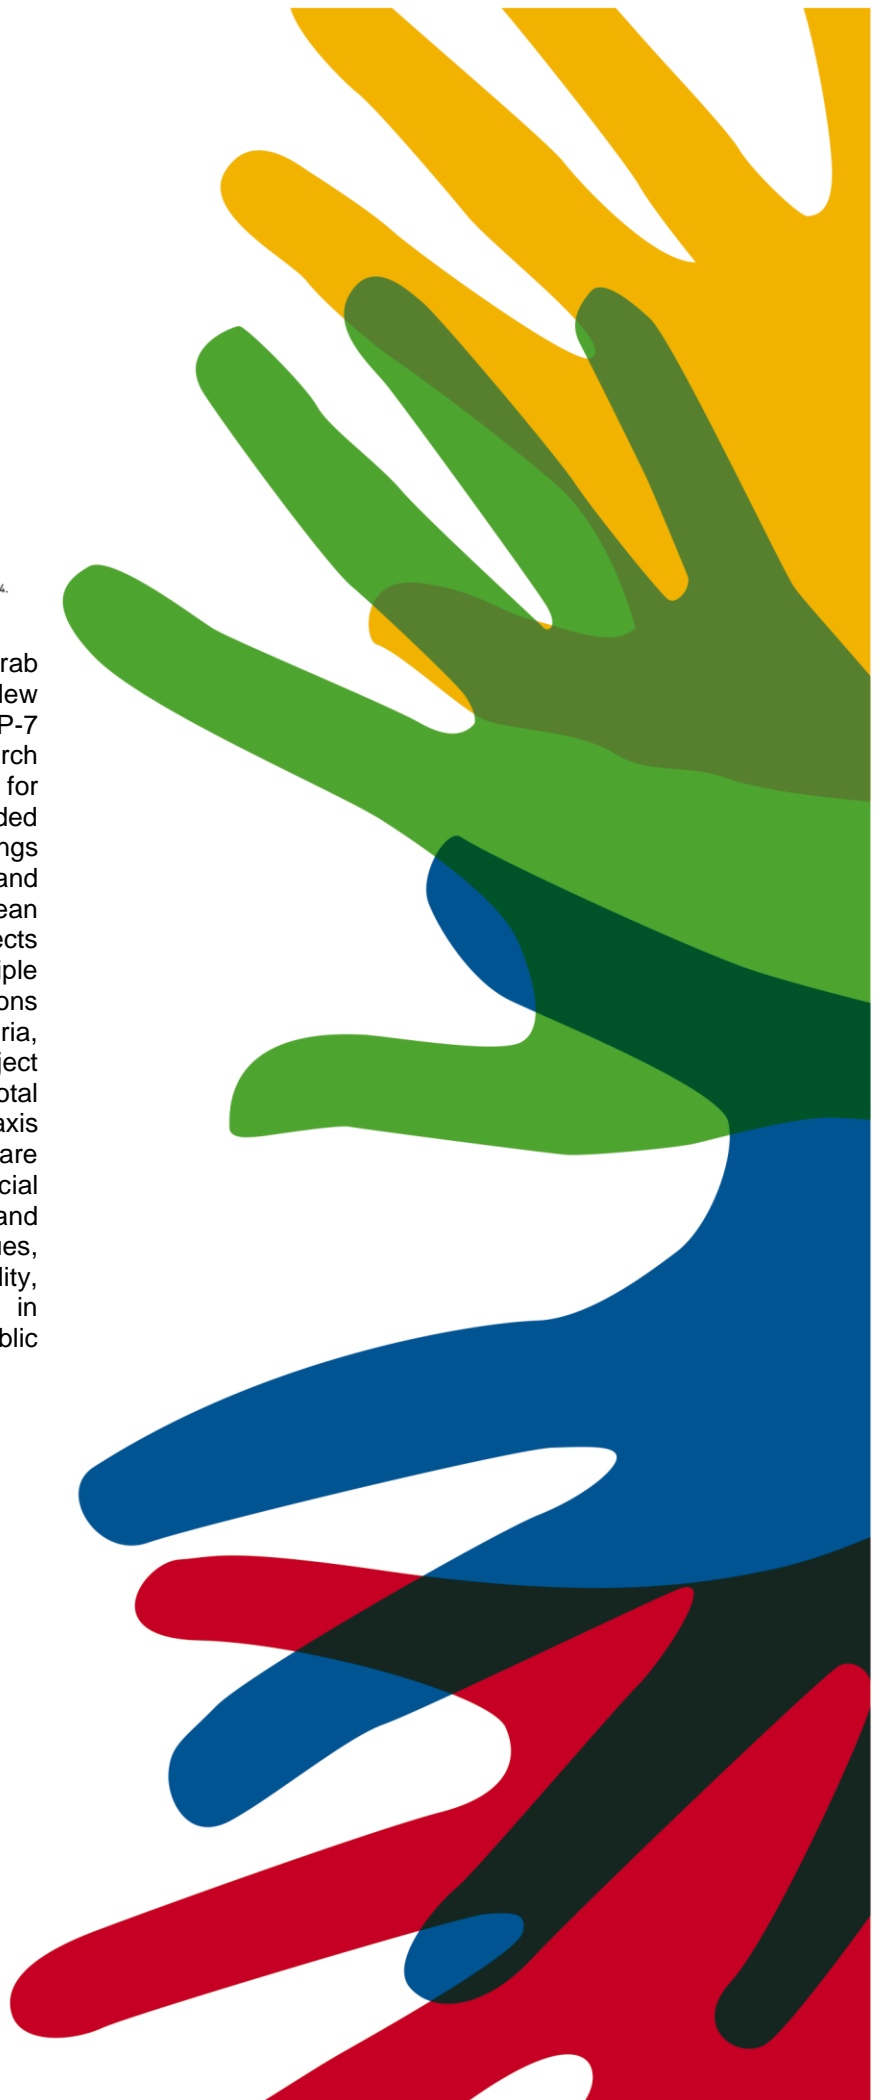 4.
rab
lew
P-7
rch
for
ded
ngs
and
ean
ects
iple
ons
ria,
ject
otal
axis
are
cial
and
ues,
lity,
in
blic